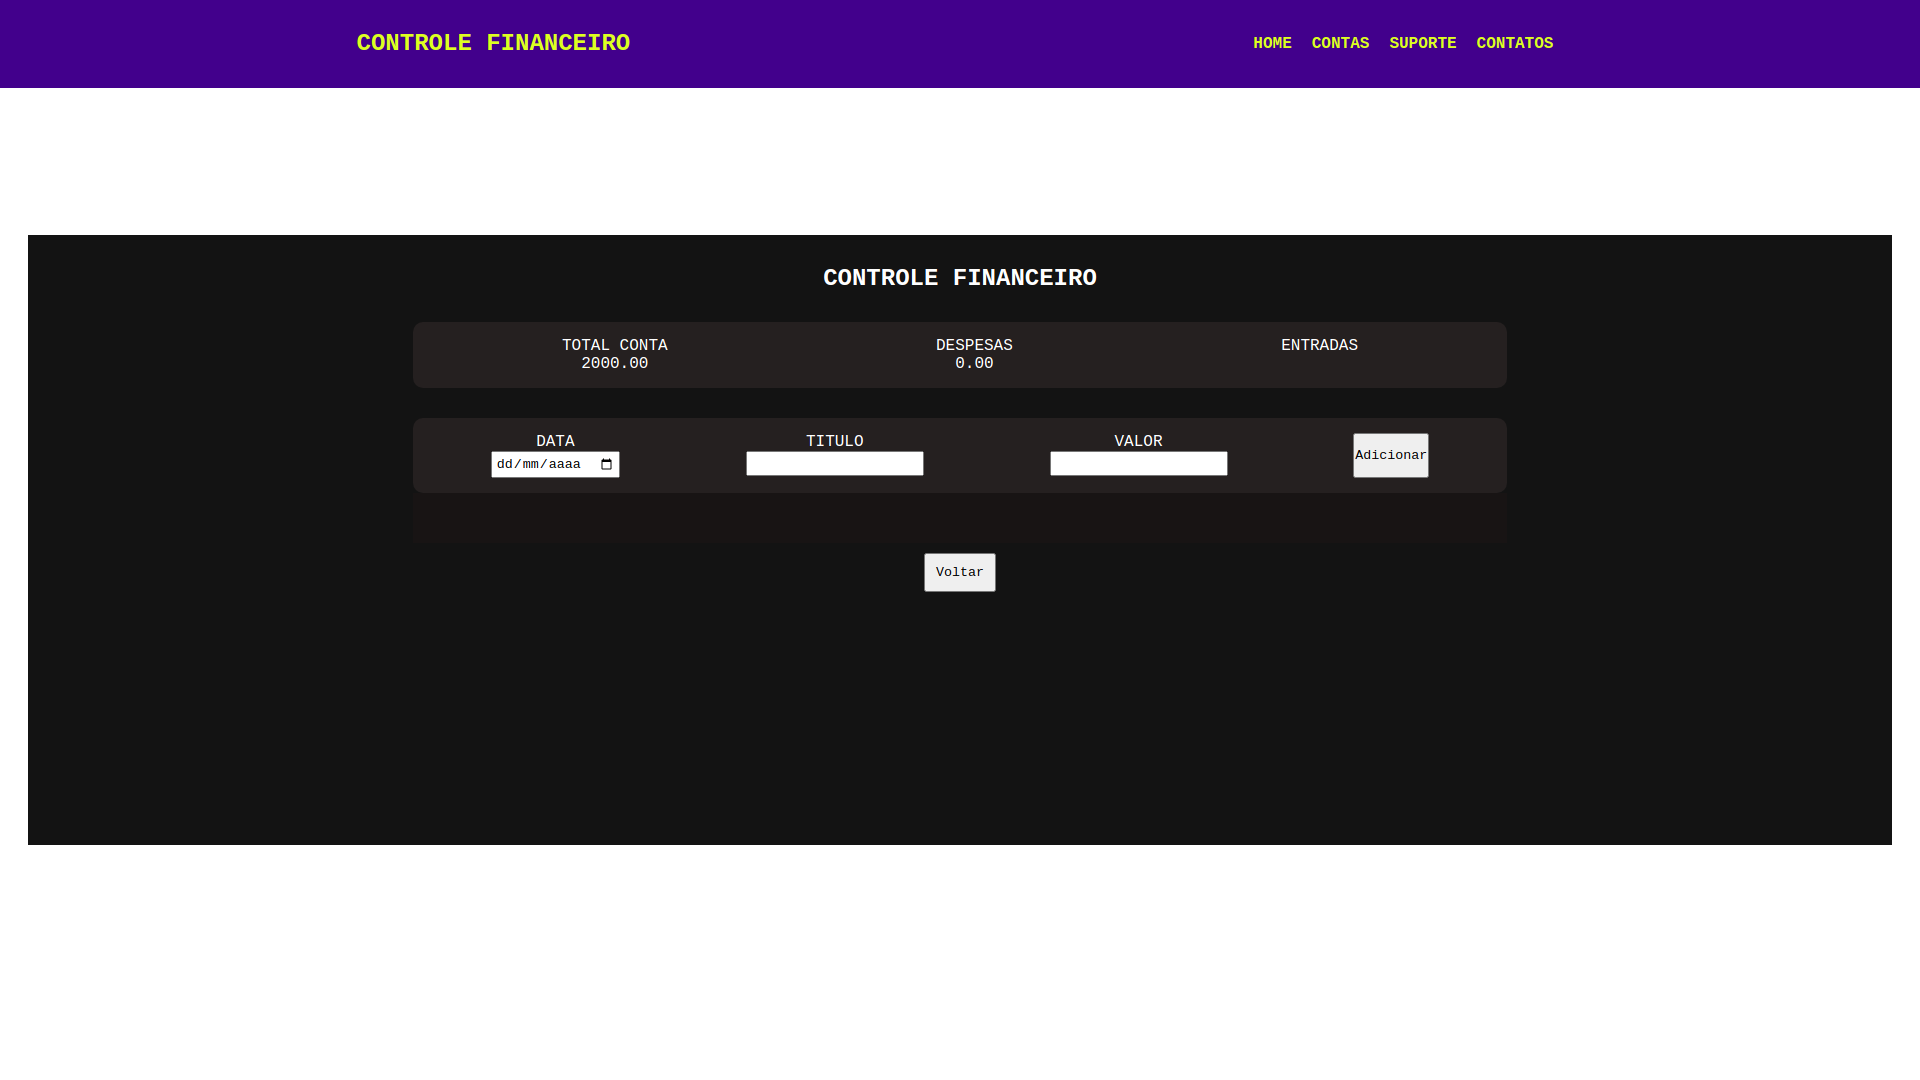 CONTROLE FINANCEIRO
HOME CONTAS SUPORTE CONTATOS
CONTROLE FINANCEIRO
TOTAL CONTA DESPESAS ENTRADAS
2000.00 0.00
DATA TITULO VALOR
dd/mm/aaaa Adicionar
Voltar